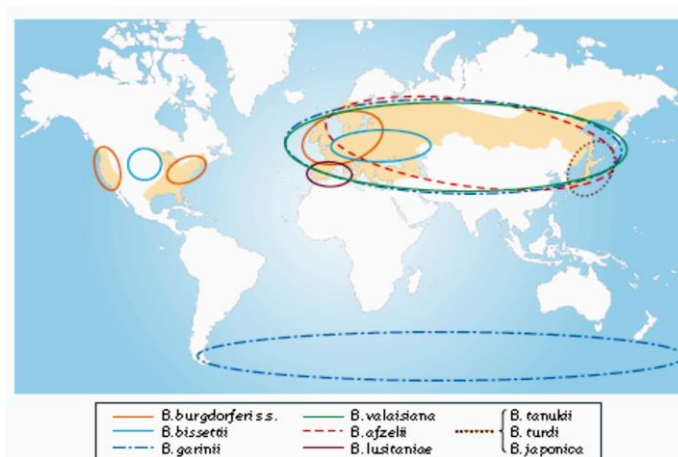 B. burgdorferi s.s.
B. bissettii
B. garinii
B. valaisiana
B. afzelii
B. lusitaniae
B. tanukii
B. turdi
B. japonica